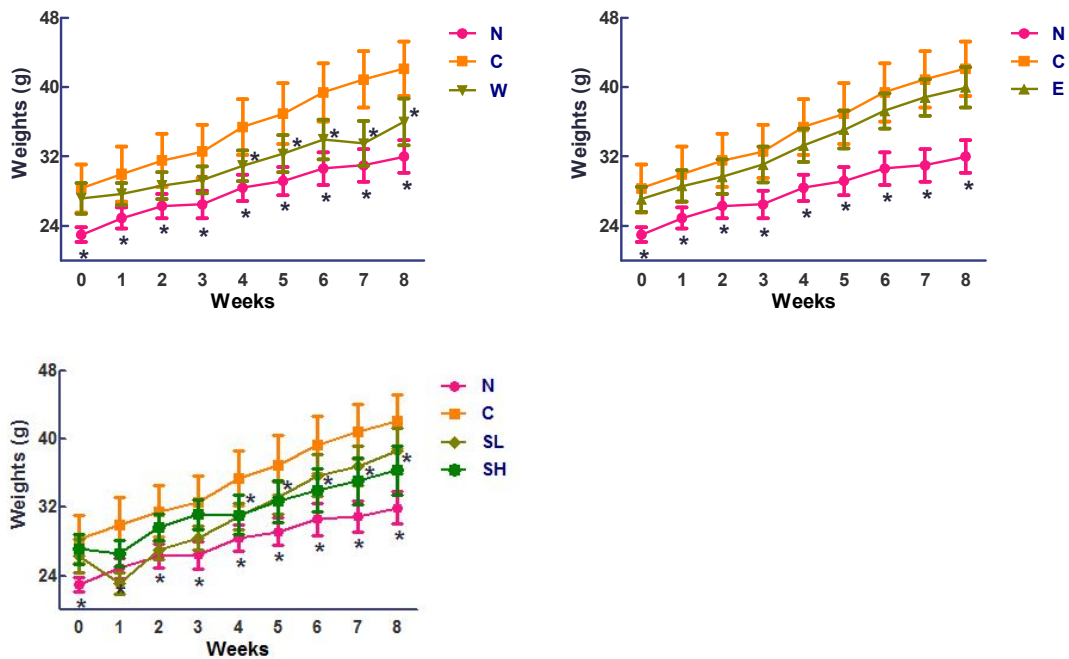 48
40
32
24
Weights (g)
0 1 2 3 4 5 6 7 8
Weeks
N
C
W
* * * * * * * * *
* * * * *
48
40
32
24
Weights (g)
0 1 2 3 4 5 6 7 8
Weeks
N
C
E
* * * * * * * * *
48
40
32
24
Weights (g)
0 1 2 3 4 5 6 7 8
Weeks
N
C
SL
SH
* * * * * * * * *
* * * * *